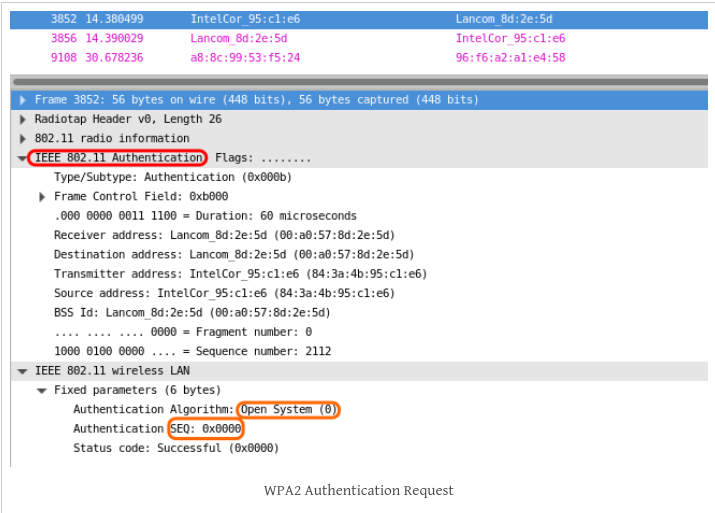 3852 14.380499 IntelCor_95:c1:e6 Lancom_8d:2e:5d
3856 14.390029 Lancom_8d:2e:5d IntelCor_95:c1:e6
9108 30.678236 a8:8c:99:53:f5:24 96:f6:a2:a1:e4:58
Frame 3852: 56 bytes on wire (448 bits), 56 bytes captured (448 bits)
Radiotap Header v0, Length 26
802.11 radio information
IEEE 802.11 Authentication, Flags: ........
Type/Subtype: Authentication (0x000b)
Frame Control Field: 0xb000
.000 0000 0011 1100 = Duration: 60 microseconds
Receiver address: Lancom_8d:2e:5d (00:a0:57:8d:2e:5d)
Destination address: Lancom_8d:2e:5d (00:a0:57:8d:2e:5d)
Transmitter address: IntelCor_95:c1:e6 (84:3a:4b:95:c1:e6)
Source address: IntelCor_95:c1:e6 (84:3a:4b:95:c1:e6)
BSS Id: Lancom_8d:2e:5d (00:a0:57:8d:2e:5d)
.... .... .... 0000 = Fragment number: 0
1000 0100 0000 .... = Sequence number: 2112
IEEE 802.11 wireless LAN
Fixed parameters (6 bytes)
Authentication Algorithm: Open System (0)
Authentication SEQ: 0x0000
Status code: Successful (0x0000)
WPA2 Authentication Request